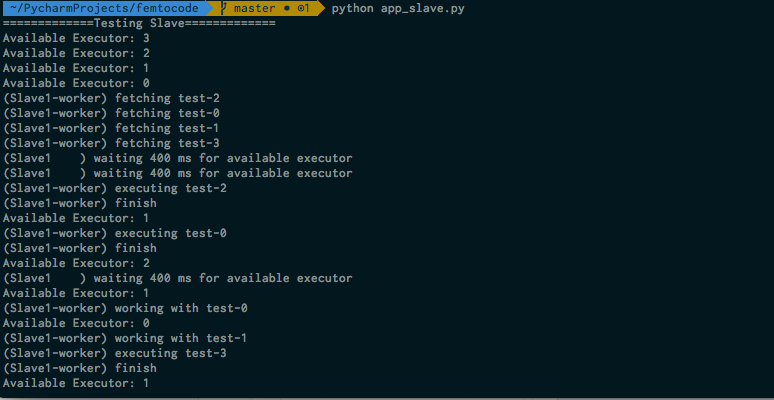 ~/PycharmProjects/femtocode master ● ⊙1 python app_slave.py
=============Testing Slave=============
Available Executor: 3
Available Executor: 2
Available Executor: 1
Available Executor: 0
(Slave1-worker) fetching test-2
(Slave1-worker) fetching test-0
(Slave1-worker) fetching test-1
(Slave1-worker) fetching test-3
(Slave1    ) waiting 400 ms for available executor
(Slave1    ) waiting 400 ms for available executor
(Slave1-worker) executing test-2
(Slave1-worker) finish
Available Executor: 1
(Slave1-worker) executing test-0
(Slave1-worker) finish
Available Executor: 2
(Slave1    ) waiting 400 ms for available executor
Available Executor: 1
(Slave1-worker) working with test-0
Available Executor: 0
(Slave1-worker) working with test-1
(Slave1-worker) executing test-3
(Slave1-worker) finish
Available Executor: 1